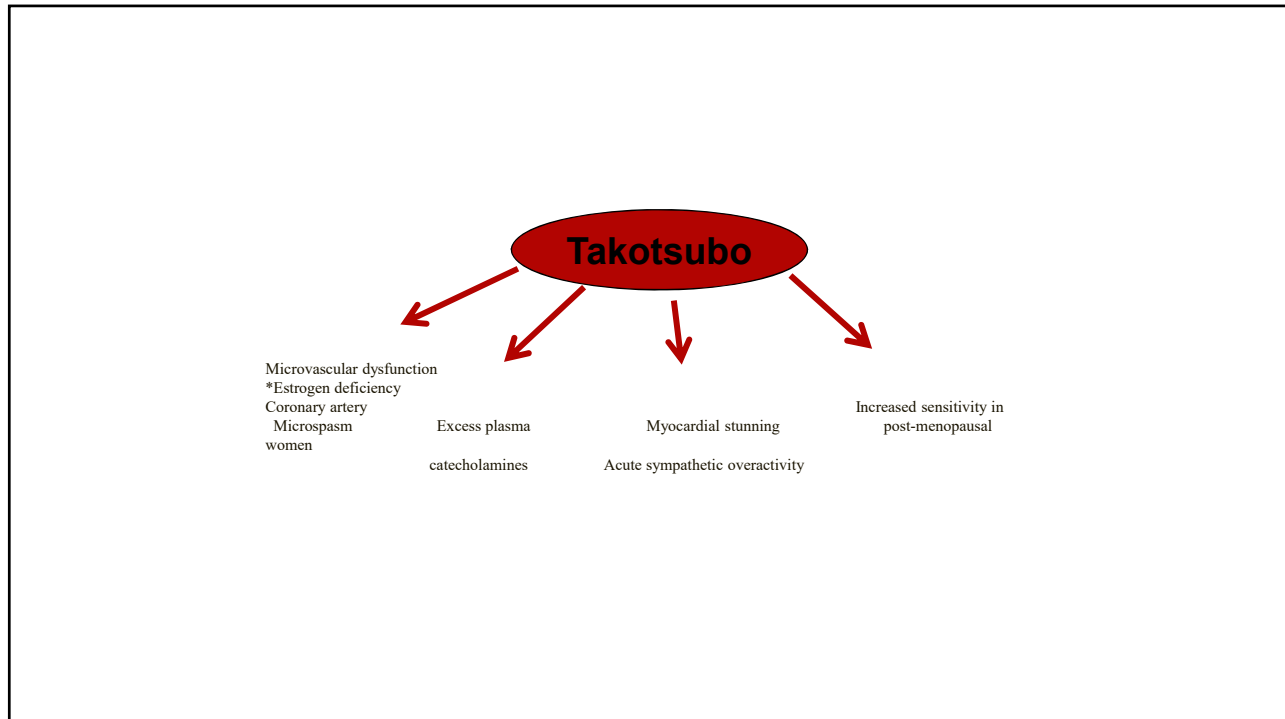 Takotsubo
Microvascular dysfunction
*Estrogen deficiency
Coronary artery
Microspasm
women
Excess plasma
catecholamines
Myocardial stunning
Acute sympathetic overactivity
Increased sensitivity in
post-menopausal